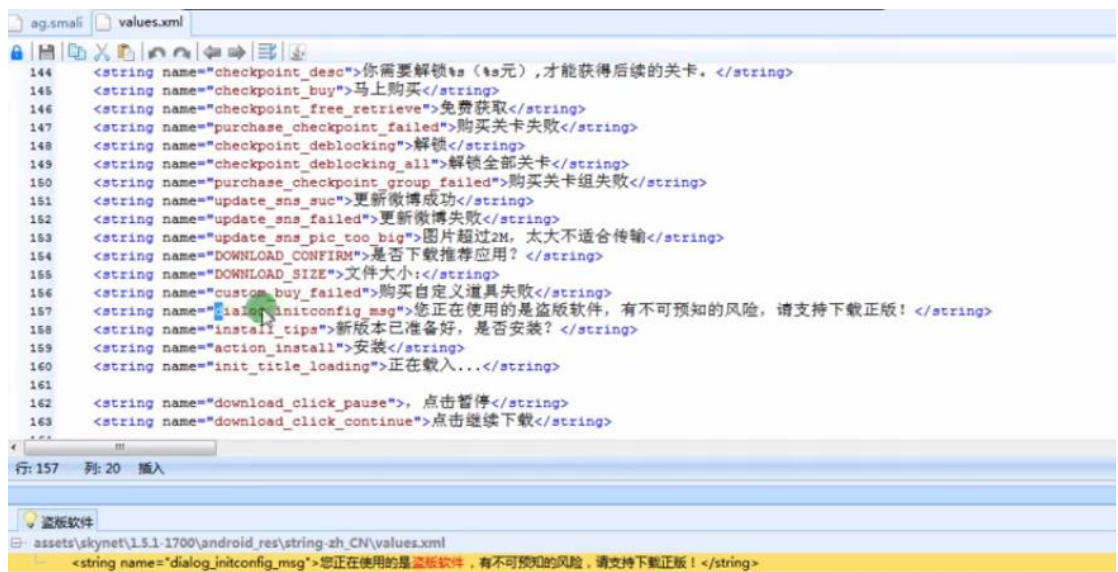 ag.smali values.xml
144 <string name="checkpoint_desc">你需要解锁%s（%s元）,才能获得后续的关卡。</string>
145 <string name="checkpoint_buy">马上购买</string>
146 <string name="checkpoint_free_retrieve">免费获取</string>
147 <string name="purchase_checkpoint_failed">购买关卡失败</string>
148 <string name="checkpoint_deblocking">解锁</string>
149 <string name="checkpoint_deblocking_all">解锁全部关卡</string>
150 <string name="purchase_checkpoint_group_failed">购买关卡组失败</string>
151 <string name="update_sns_suc">更新微博成功</string>
152 <string name="update_sns_failed">更新微博失败</string>
153 <string name="update_sns_pic_too_big">图片超过2M，太大不适合传输</string>
154 <string name="DOWNLOAD_CONFIRM">是否下载推荐应用？</string>
155 <string name="DOWNLOAD_SIZE">文件大小:</string>
156 <string name="custom_buy_failed">购买自定义道具失败</string>
157 <string name="dialog_initconfig_msg">您正在使用的是盗版软件，有不可预知的风险，请支持下载正版！</string>
158 <string name="install_tips">新版本已准备好，是否安装？</string>
159 <string name="action_install">安装</string>
160 <string name="init_title_loading">正在载入...</string>
161
162 <string name="download_click_pause">，点击暂停</string>
163 <string name="download_click_continue">点击继续下载</string>
行: 157 列: 20 插入
盗版软件
assets\skynet\1.5.1-1700\android_res\string-zh_CN\values.xml
<string name="dialog_initconfig_msg">您正在使用的是盗版软件，有不可预知的风险，请支持下载正版！</string>